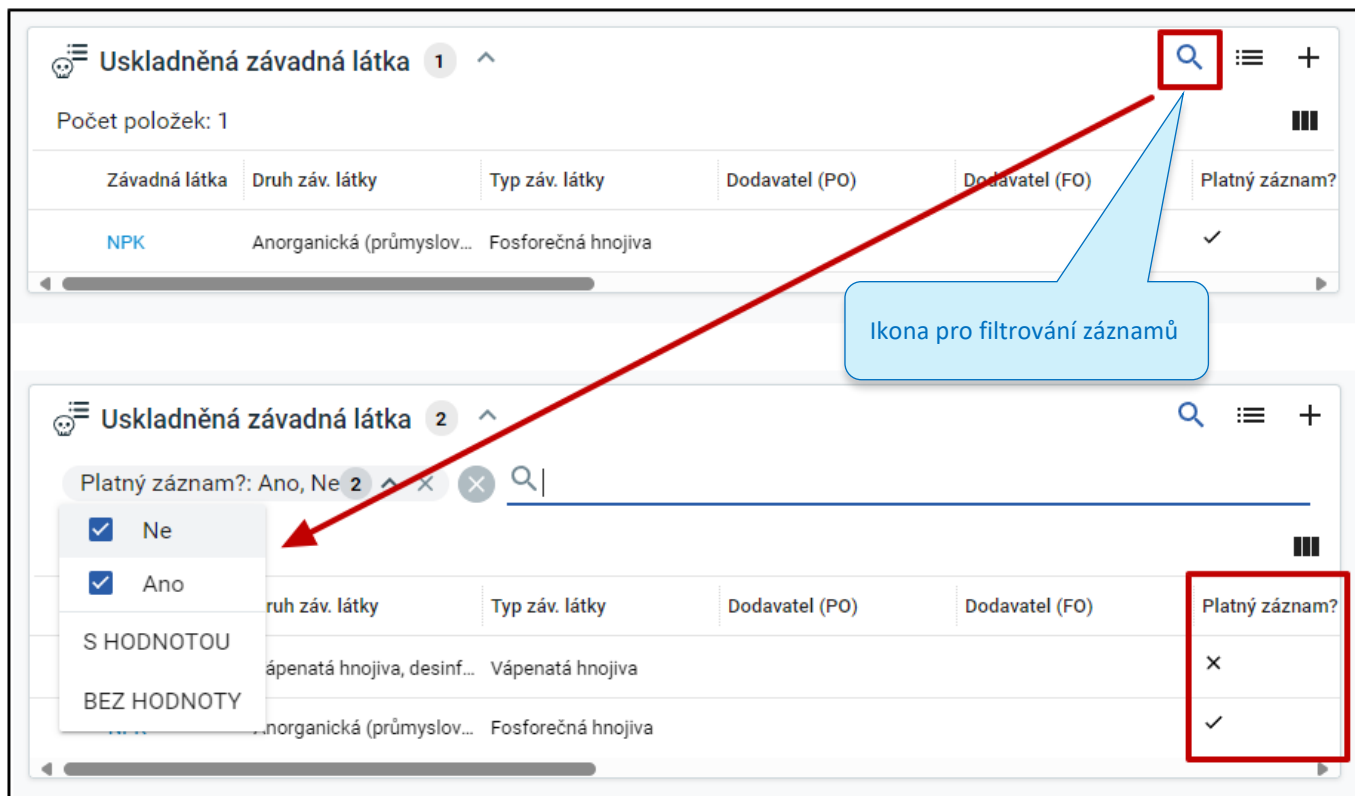 Uskladněná závadná látka 1
Počet položek: 1
Závadná látka Druh záv. látky Typ záv. látky Dodavatel (PO) Dodavatel (FO) Platný záznam?
NPK Anorganická (průmyslov... Fosforečná hnojiva
Ikona pro filtrování záznamů
Uskladněná závadná látka 2
Platný záznam?: Ano, Ne 2
Ne
Ano
S HODNOTOU
BEZ HODNOTY
ruh záv. látky Typ záv. látky Dodavatel (PO) Dodavatel (FO) Platný záznam?
ápenatá hnojiva, desinf... Vápenatá hnojiva
NPK Anorganická (průmyslov... Fosforečná hnojiva